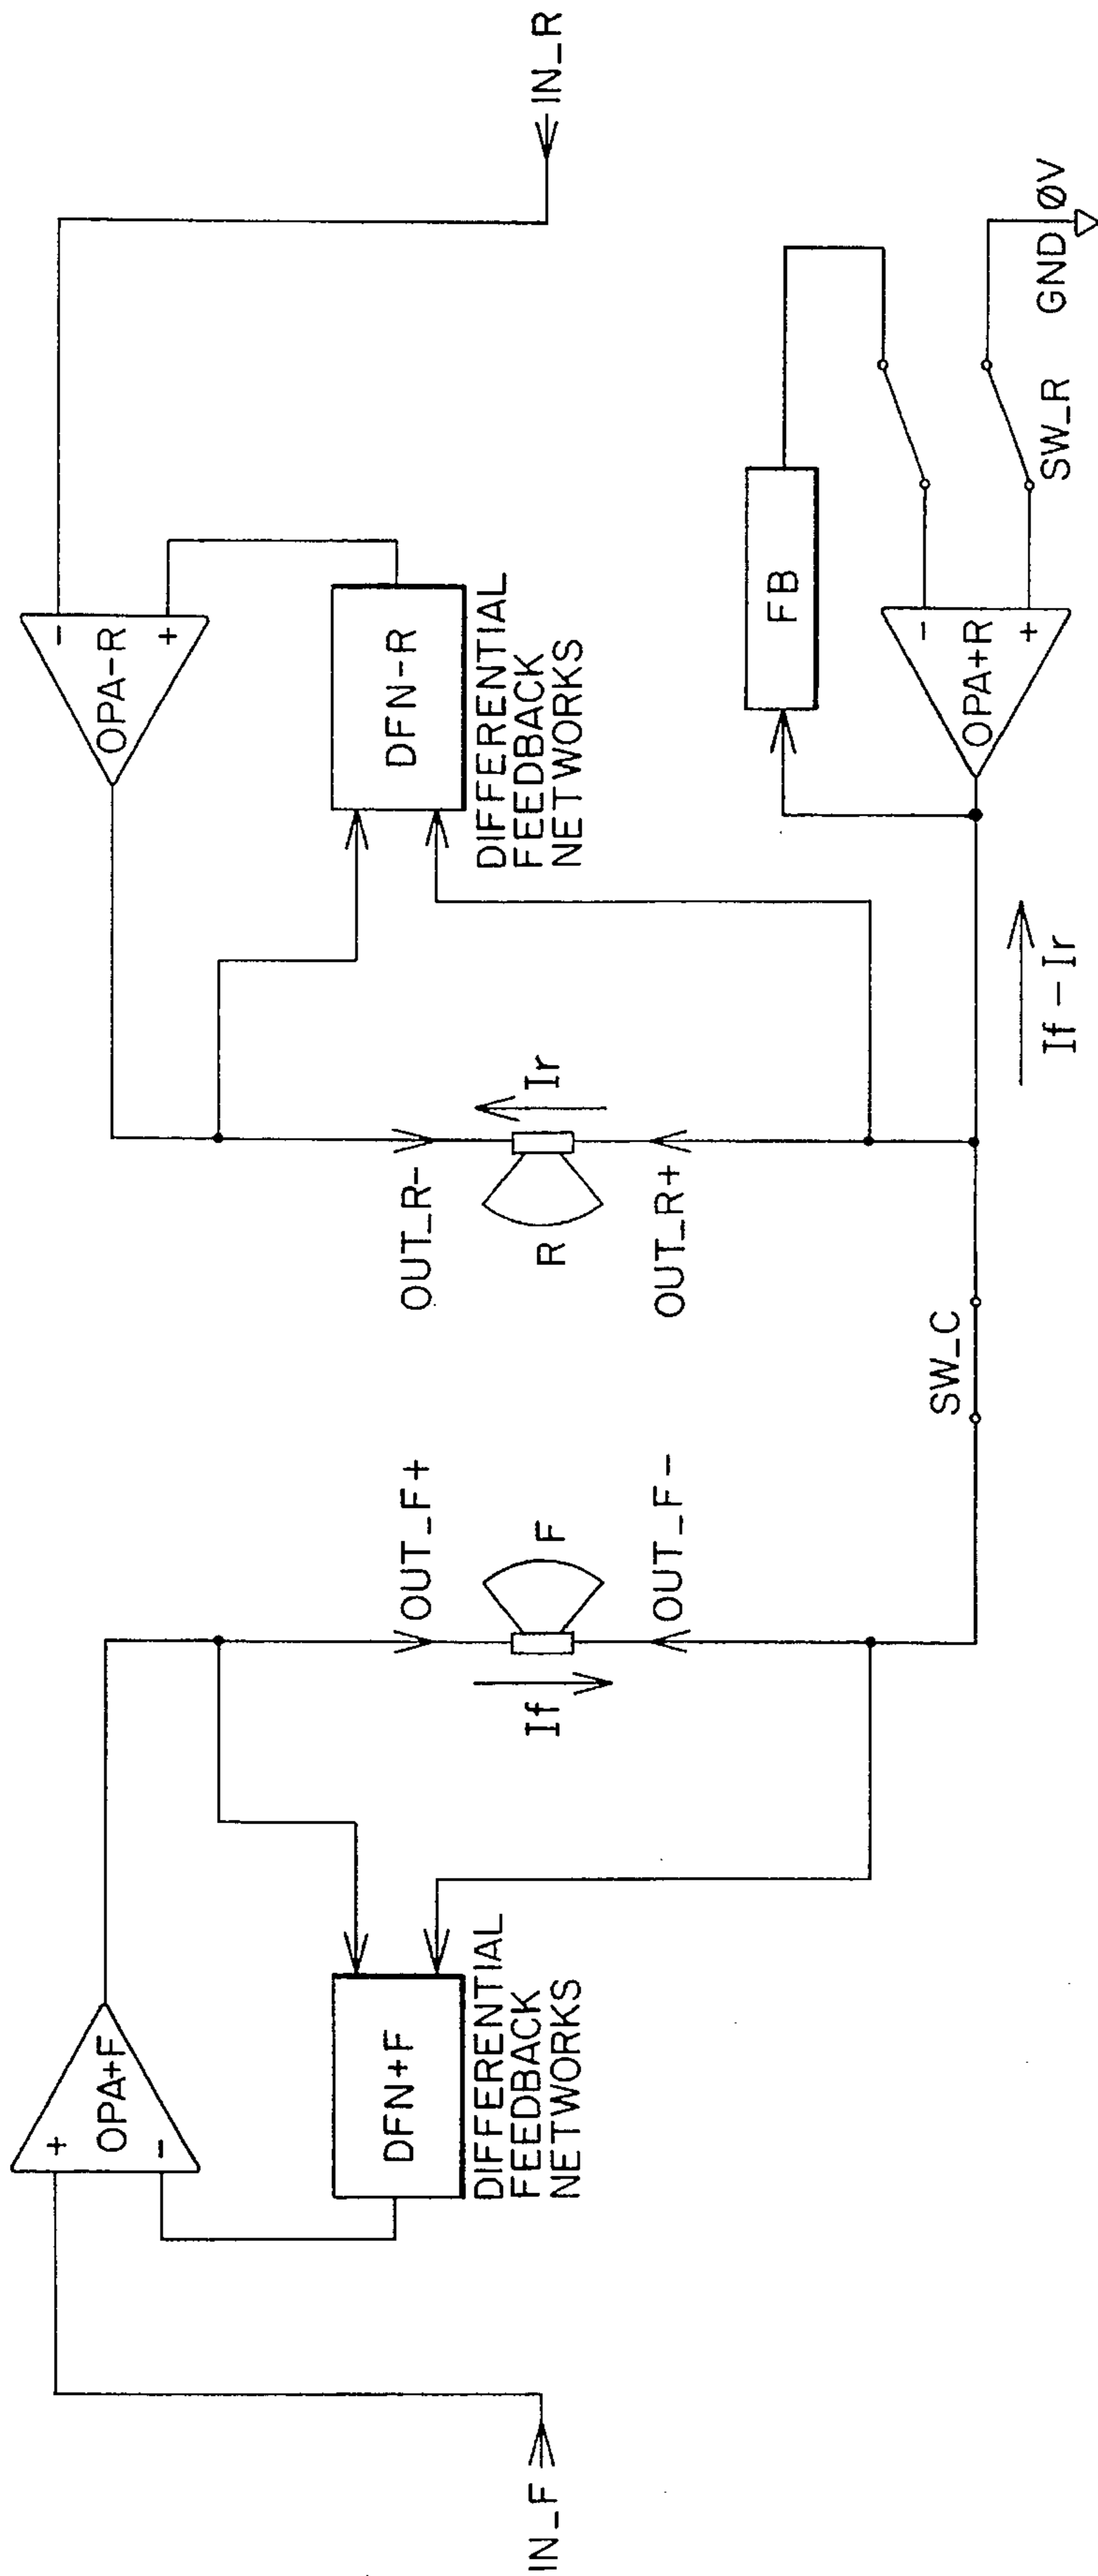 IN_F
+
OPA+F
-
DFN+F
DIFFERENTIAL
FEEDBACK
NETWORKS
OUT_F+
If
F
OUT_F-
SW_C
OUT_R-
Ir
R
OUT_R+
If-Ir
-
OPA-R
+
DFN-R
DIFFERENTIAL
FEEDBACK
NETWORKS
IN_R
FB
-
OPA+R
+
SW_R
GND ØV